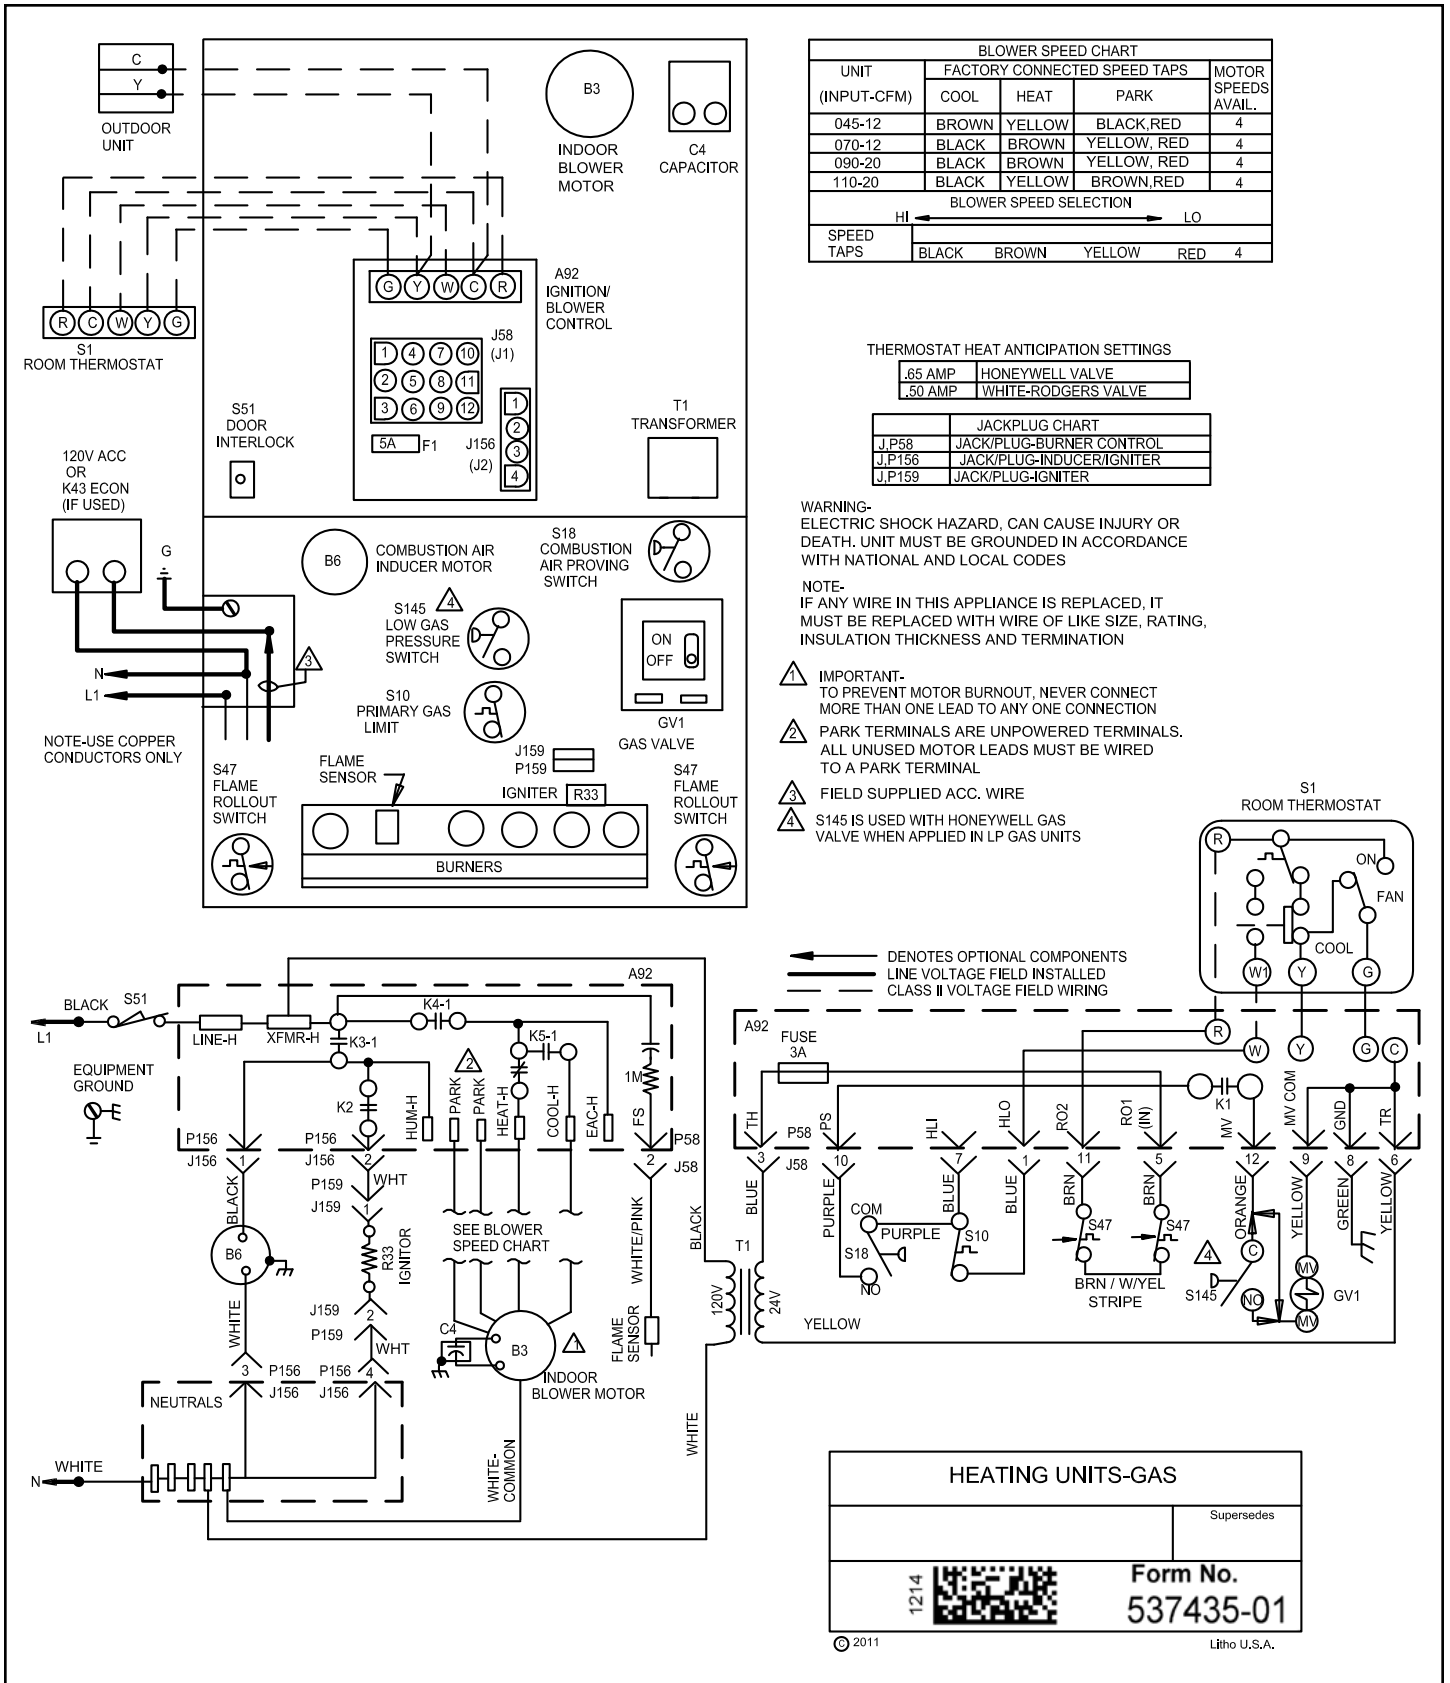 C
Y
OUTDOOR
UNIT
B3
INDOOR
BLOWER
MOTOR
C4
CAPACITOR
BLOWER SPEED CHART
UNIT
(INPUT-CFM)
FACTORY CONNECTED SPEED TAPS
MOTOR
SPEEDS
AVAIL.
COOL HEAT PARK
045-12 BROWN YELLOW BLACK,RED 4
070-12 BLACK BROWN YELLOW, RED 4
090-20 BLACK BROWN YELLOW, RED 4
110-20 BLACK YELLOW BROWN,RED 4
BLOWER SPEED SELECTION
HI LO
SPEED
TAPS
BLACK BROWN YELLOW RED 4
G Y W C R
A92
IGNITION/
BLOWER
CONTROL
R C W Y G
S1
ROOM THERMOSTAT
J58
(J1)
1 4 7 10
2 5 8 11
3 6 9 12
5A F1
J156
(J2)
1
2
3
4
S51
DOOR
INTERLOCK
T1
TRANSFORMER
THERMOSTAT HEAT ANTICIPATION SETTINGS
.65 AMP HONEYWELL VALVE
.50 AMP WHITE-RODGERS VALVE
JACKPLUG CHART
J,P58 JACK/PLUG-BURNER CONTROL
J,P156 JACK/PLUG-INDUCER/IGNITER
J,P159 JACK/PLUG-IGNITER
120V ACC
OR
K43 ECON
(IF USED)
G
N
L1
3
NOTE-USE COPPER
CONDUCTORS ONLY
B6
COMBUSTION AIR
INDUCER MOTOR
S18
COMBUSTION
AIR PROVING
SWITCH
S145
4
LOW GAS
PRESSURE
SWITCH
S10
PRIMARY GAS
LIMIT
ON
OFF
GV1
GAS VALVE
J159
P159
IGNITER R33
FLAME
SENSOR
S47
FLAME
ROLLOUT
SWITCH
S47
FLAME
ROLLOUT
SWITCH
BURNERS
WARNING-
ELECTRIC SHOCK HAZARD, CAN CAUSE INJURY OR
DEATH. UNIT MUST BE GROUNDED IN ACCORDANCE
WITH NATIONAL AND LOCAL CODES
NOTE-
IF ANY WIRE IN THIS APPLIANCE IS REPLACED, IT
MUST BE REPLACED WITH WIRE OF LIKE SIZE, RATING,
INSULATION THICKNESS AND TERMINATION
1 IMPORTANT-
TO PREVENT MOTOR BURNOUT, NEVER CONNECT
MORE THAN ONE LEAD TO ANY ONE CONNECTION
2 PARK TERMINALS ARE UNPOWERED TERMINALS.
ALL UNUSED MOTOR LEADS MUST BE WIRED
TO A PARK TERMINAL
3 FIELD SUPPLIED ACC. WIRE
4 S145 IS USED WITH HONEYWELL GAS
VALVE WHEN APPLIED IN LP GAS UNITS
S1
ROOM THERMOSTAT
R
ON
FAN
COOL
W1 Y G
DENOTES OPTIONAL COMPONENTS
LINE VOLTAGE FIELD INSTALLED
CLASS II VOLTAGE FIELD WIRING
BLACK S51
L1
A92
LINE-H
XFMR-H
K4-1
K3-1
K5-1
K2
1M
HUM-H
PARK
2
PARK
HEAT-H
COOL-H
EAC-H
FS
EQUIPMENT
GROUND
P156
J156
1
P156
J156
2
P58
2
J58
WHT
P159
J159
1
BLACK
B6
R33
IGNITOR
SEE BLOWER
SPEED CHART
WHITE/PINK
BLACK
WHITE
J159
2
P159
WHT
C4
B3
1
INDOOR
BLOWER MOTOR
FLAME
SENSOR
3 P156
J156
P156 4
J156
NEUTRALS
N WHITE
WHITE-
COMMON
WHITE
T1
120V
24V
A92
FUSE
3A
R
W Y G C
K1
TH
PS
HLI
HLO
RO2
RO1
(IN)
MV
MV COM
GND
TR
P58
J58
3 10 7 1 11 5 12 9 8 6
BLUE
PURPLE
BLUE
BLUE
BRN
BRN
ORANGE
YELLOW
GREEN
YELLOW
COM
PURPLE
S18
NO
S10
S47
S47
BRN / W/YEL
STRIPE
4
S145
C
NO
MV
MV
GV1
YELLOW
HEATING UNITS-GAS
Supersedes
1214
Form No.
537435-01
© 2011
Litho U.S.A.